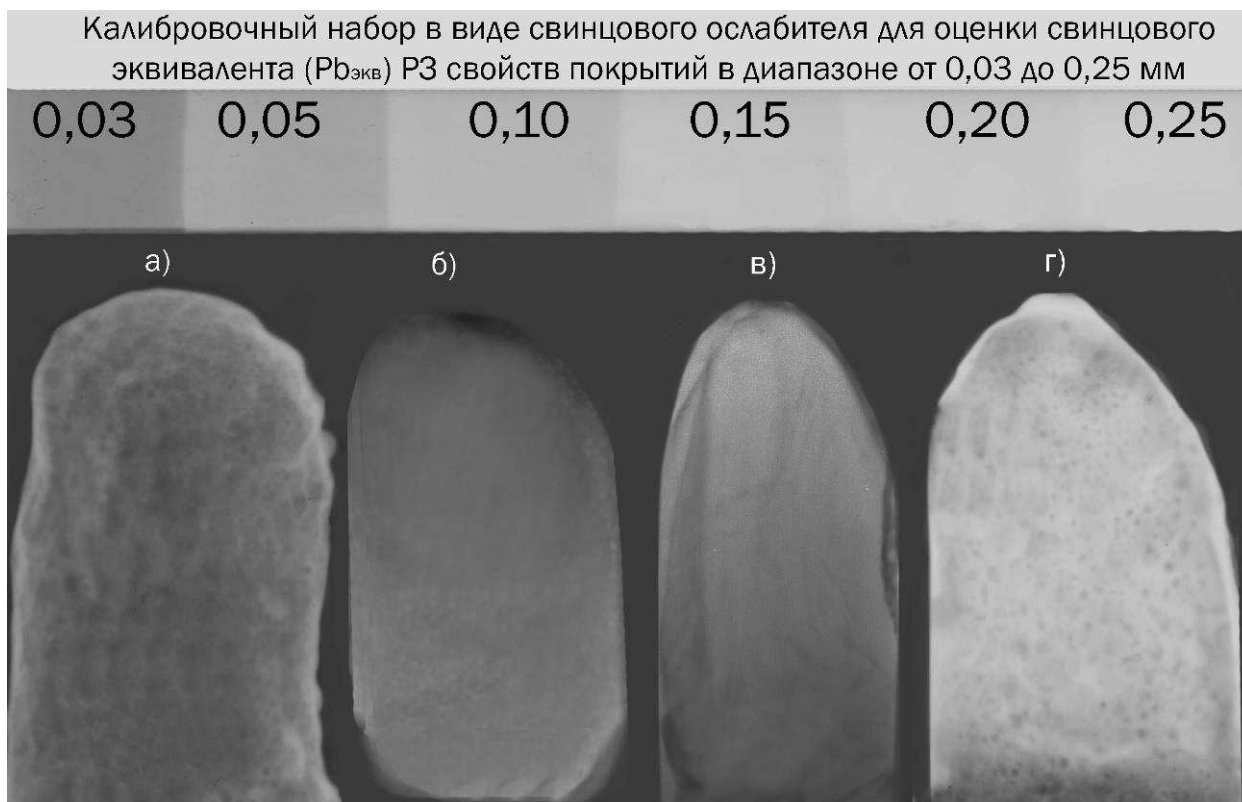 Калибровочный набор в виде свинцового ослабителя для оценки свинцового
эквивалента (Pbэкв) РЗ свойств покрытий в диапазоне от 0,03 до 0,25 мм
0,03 0,05 0,10 0,15 0,20 0,25
а) б) в) г)